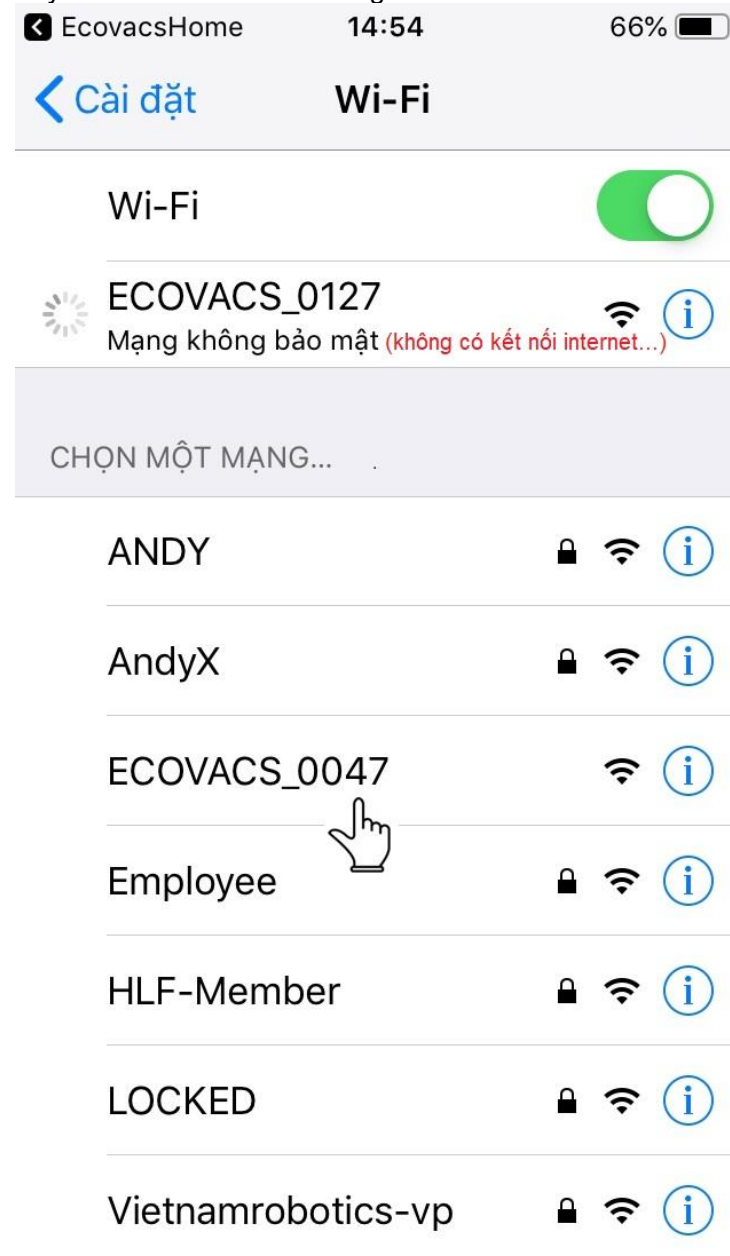 EcovacsHome 14:54 66%
Cài đặt Wi-Fi
Wi-Fi
ECOVACS_0127
Mạng không bảo mật (không có kết nối internet...)
CHỌN MỘT MẠNG... .
ANDY
AndyX
ECOVACS_0047
Employee
HLF-Member
LOCKED
Vietnamrobotics-vp